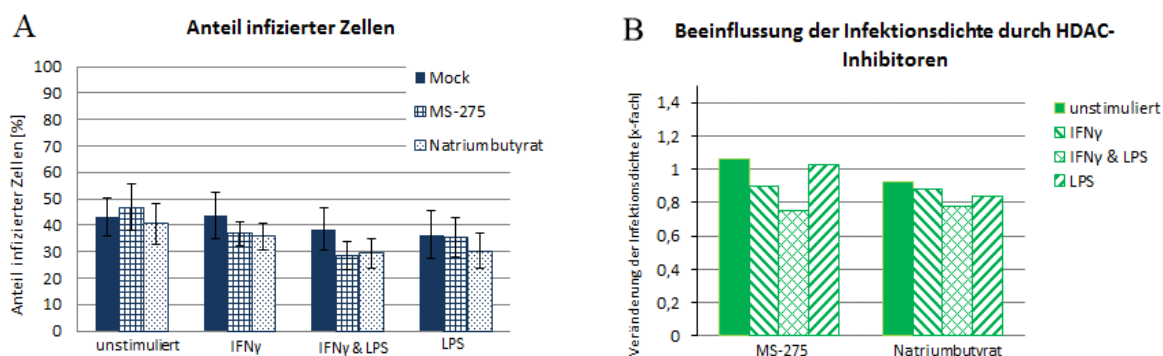 A
Anteil infizierter Zellen
Anteil infizierter Zellen [%]
100
90
80
70
60
50
40
30
20
10
0
unstimuliert
IFNγ
IFNγ & LPS
LPS
Mock
MS-275
Natriumbutyrat
B
Beeinflussung der Infektionsdichte durch HDAC-
Inhibitoren
Veränderung der Infektionsdichte [x-fach]
1,4
1,2
1
0,8
0,6
0,4
0,2
0
MS-275
Natriumbutyrat
unstimuliert
IFNγ
IFNγ & LPS
LPS